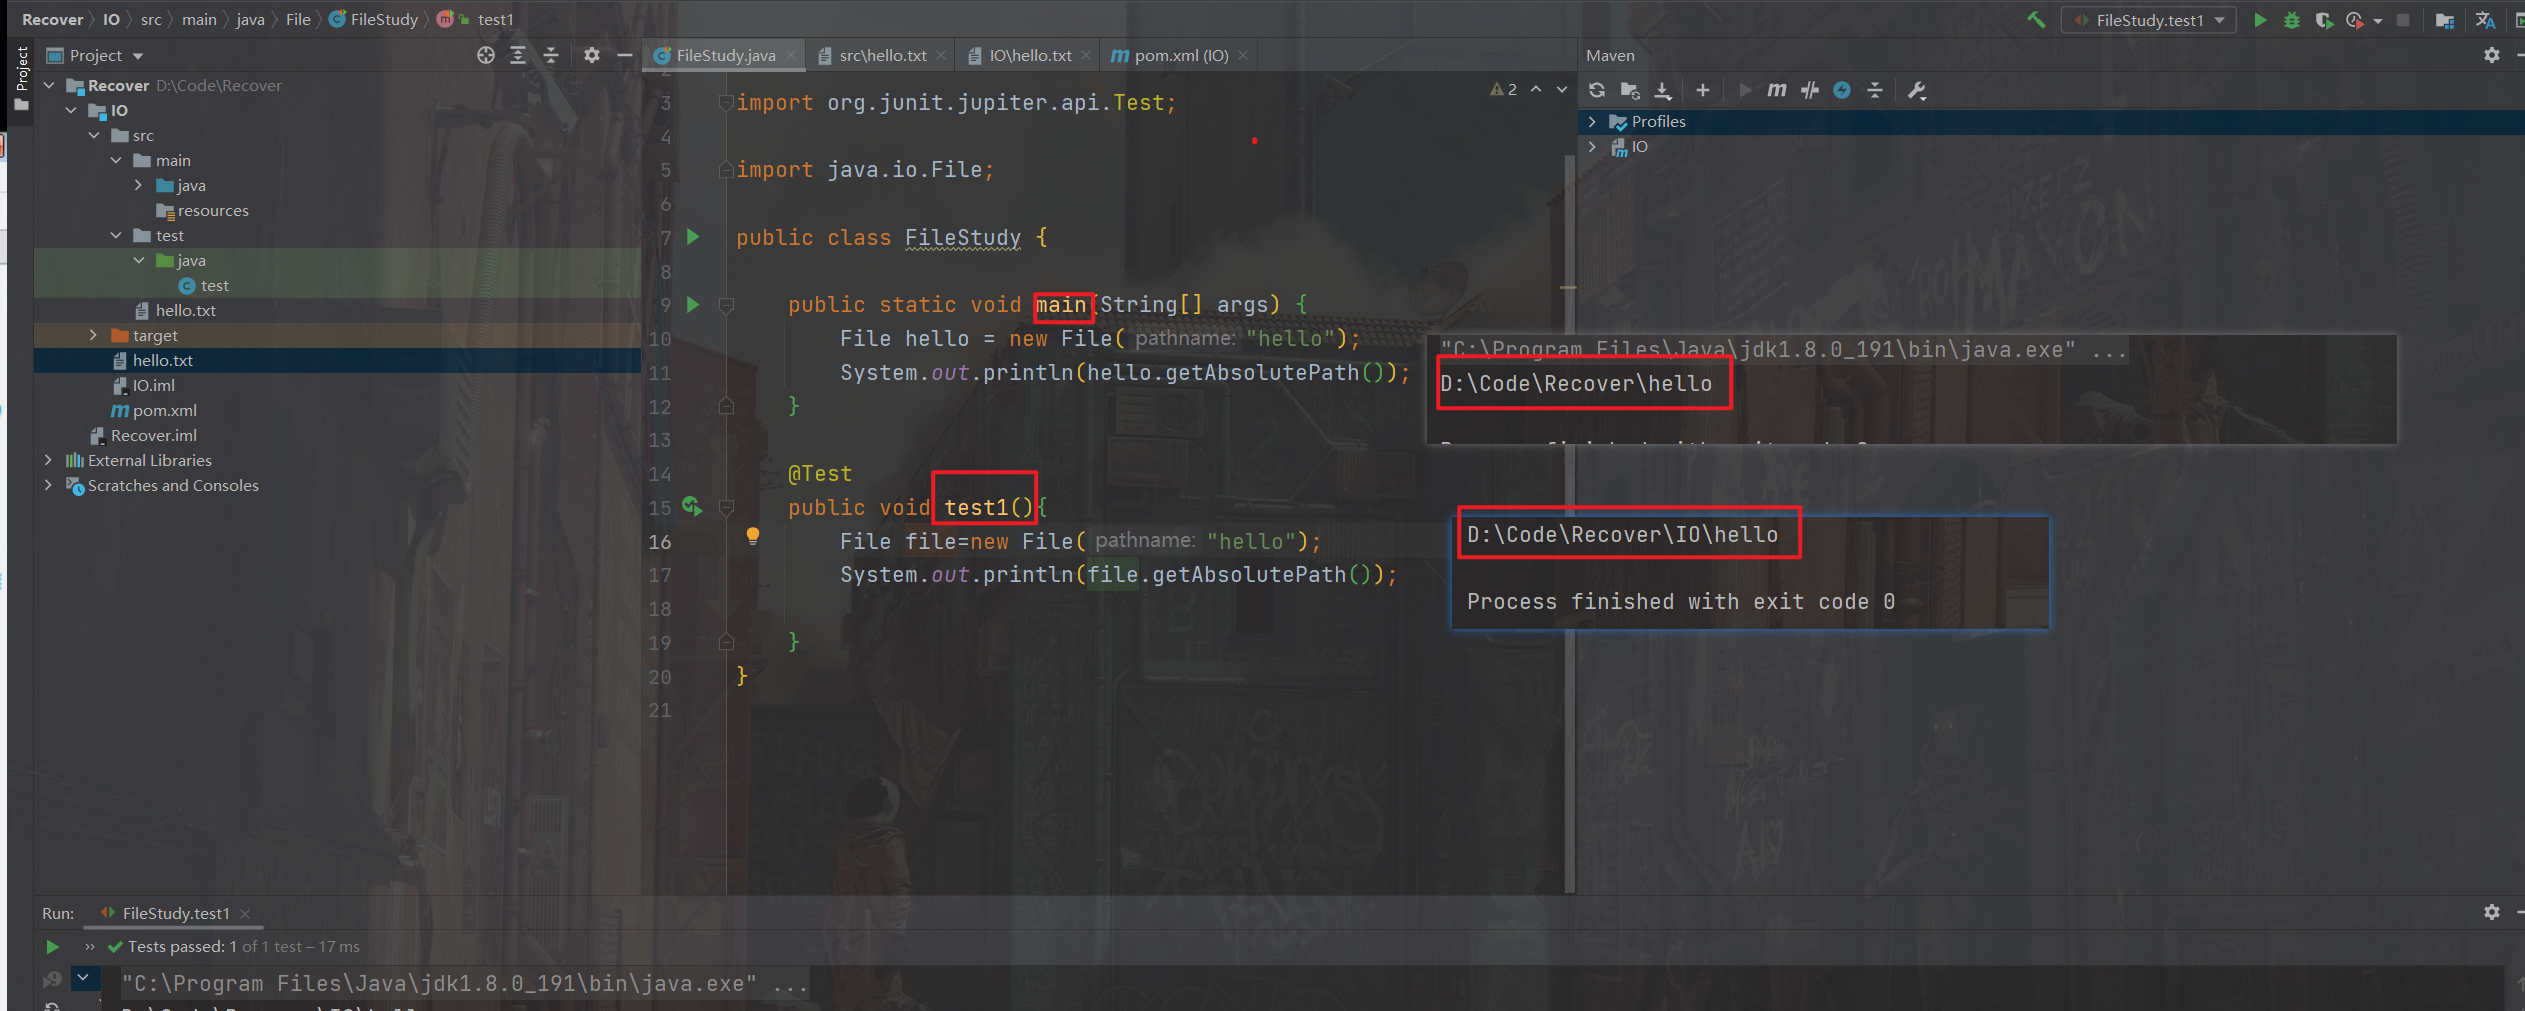 Recover IO src main java File FileStudy test1
FileStudy.test1
Project
Project
FileStudy.java
src\hello.txt
IO\hello.txt
pom.xml (IO)
Maven
Recover D:\Code\Recover
IO
src
main
java
resources
test
java
test
hello.txt
target
hello.txt
IO.iml
pom.xml
Recover.iml
External Libraries
Scratches and Consoles
2
3 import org.junit.jupiter.api.Test;
4
5 import java.io.File;
6
7 public class FileStudy {
8
9 public static void main(String[] args) {
10 File hello = new File( pathname: "hello");
11 System.out.println(hello.getAbsolutePath());
12 }
13
14 @Test
15 public void test1(){
16 File file=new File( pathname: "hello");
17 System.out.println(file.getAbsolutePath());
18
19 }
20 }
21
Profiles
IO
"C:\Program Files\Java\jdk1.8.0_191\bin\java.exe" ...
D:\Code\Recover\hello
D:\Code\Recover\IO\hello
Process finished with exit code 0
Run: FileStudy.test1
Tests passed: 1 of 1 test – 17 ms
"C:\Program Files\Java\jdk1.8.0_191\bin\java.exe" ...